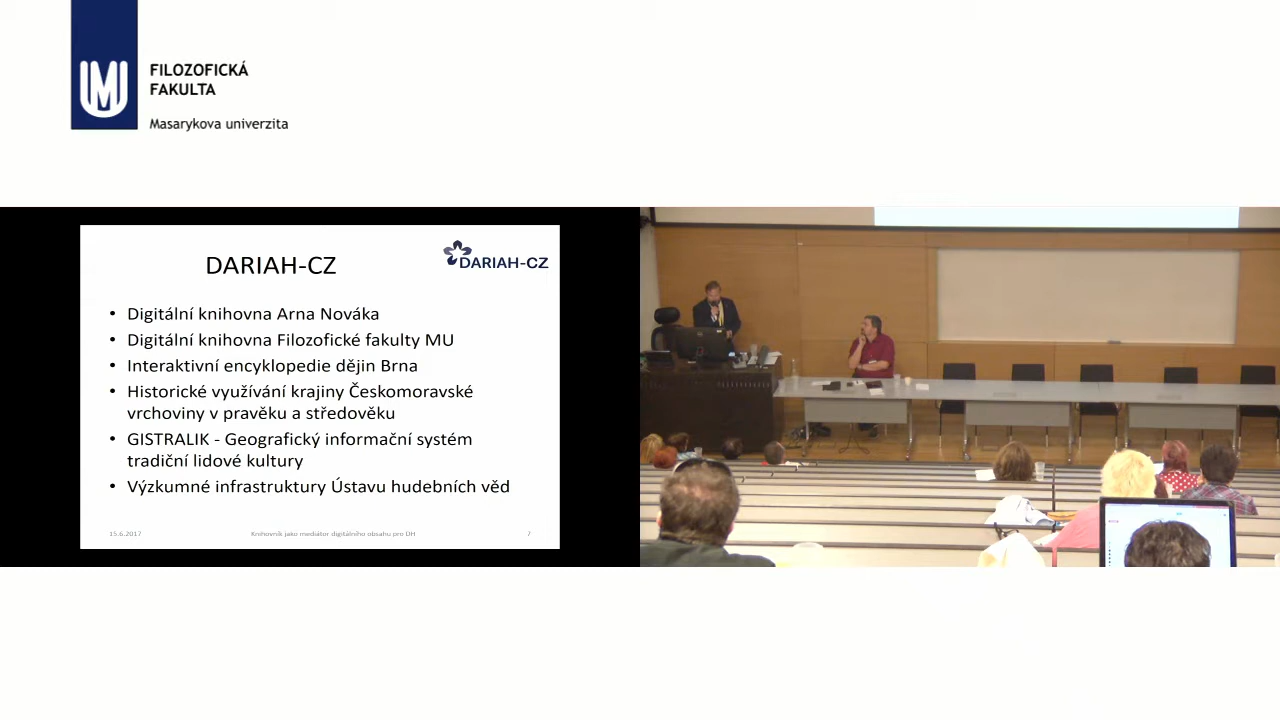 FILOZOFICKÁ
FAKULTA
Masarykova univerzita
DARIAH-CZ
DARIAH-CZ
• Digitální knihovna Arna Nováka
• Digitální knihovna Filozofické fakulty MU
• Interaktivní encyklopedie dějin Brna
• Historické využívání krajiny Českomoravské
vrchoviny v pravěku a středověku
• GISTRALIK - Geografický informační systém
tradiční lidové kultury
• Výzkumné infrastruktury Ústavu hudebních věd
15.6.2017
Knihovník jako mediátor digitálního obsahu pro DH
7